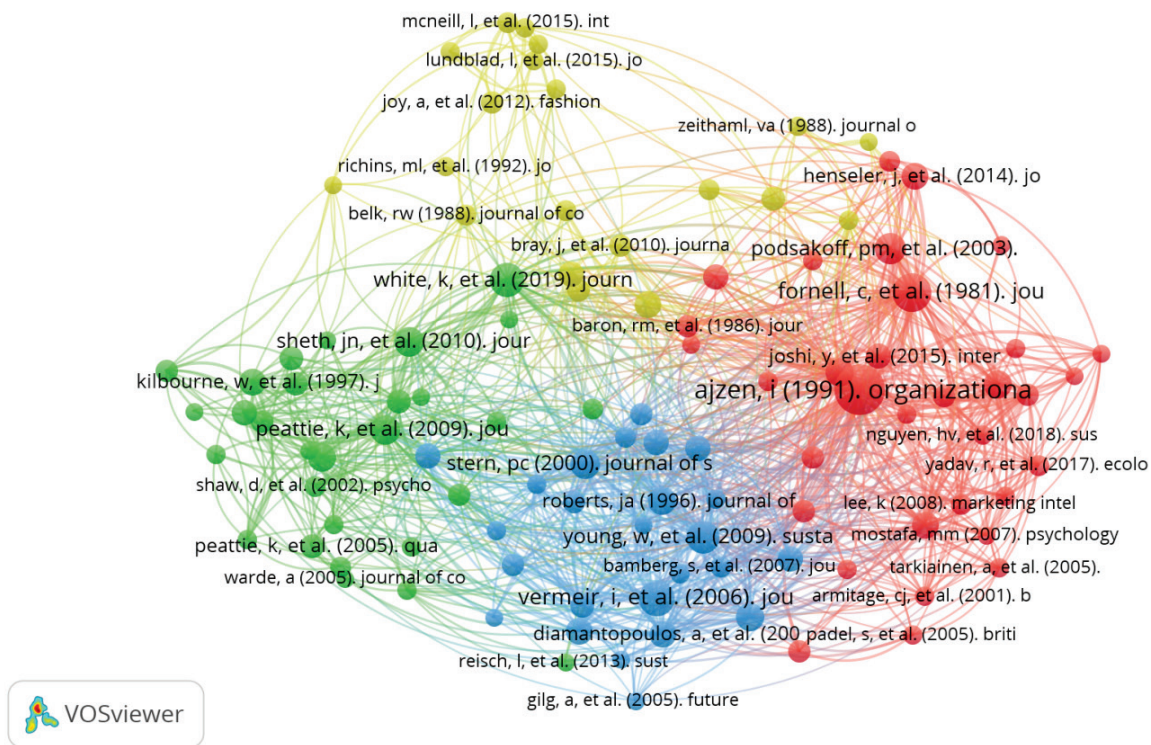 mcneill, l, et al. (2015). int
lundblad, l, et al. (2015). jo
joy, a, et al. (2012). fashion
zeithaml, va (1988). journal o
richins, ml, et al. (1992). jo
henseler, j, et al. (2014). jo
belk, rw (1988). journal of co
bray, j, et al. (2010). journa
podsakoff, pm, et al. (2003).
white, k, et al. (2019). journ
fornell, c, et al. (1981). jou
baron, rm, et al. (1986). jour
sheth, jn, et al. (2010). jour
joshi, y, et al. (2015). inter
kilbourne, w, et al. (1997). j
ajzen, i (1991). organizationa
peattie, k, et al. (2009). jou
nguyen, hv, et al. (2018). sus
stern, pc (2000). journal of s
yadav, r, et al. (2017). ecolo
shaw, d, et al. (2002). psycho
roberts, ja (1996). journal of
lee, k (2008). marketing intel
young, w, et al. (2009). susta
mostafa, mm (2007). psychology
peattie, k, et al. (2005). qua
bamberg, s, et al. (2007). jou
tarkiainen, a, et al. (2005).
warde, a (2005). journal of co
vermeir, i, et al. (2006). jou
armitage, cj, et al. (2001). b
diamantopoulos, a, et al. (200
padel, s, et al. (2005). briti
reisch, l, et al. (2013). sust
gilg, a, et al. (2005). future
VOSviewer